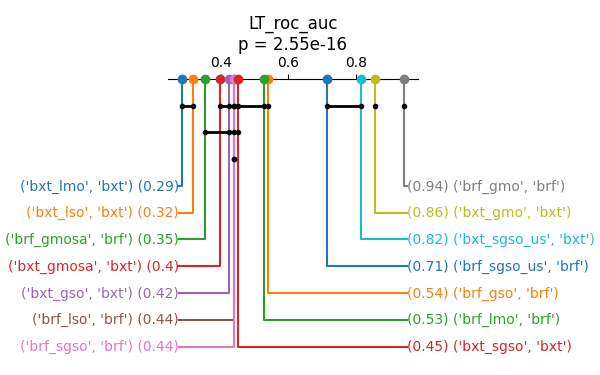 LT_roc_auc
p = 2.55e-16
0.4 0.6 0.8
('bxt_lmo', 'bxt') (0.29) (0.94) ('brf_gmo', 'brf')
('bxt_lso', 'bxt') (0.32) (0.86) ('bxt_gmo', 'bxt')
('brf_gmosa', 'brf') (0.35) (0.82) ('bxt_sgso_us', 'bxt')
('bxt_gmosa', 'bxt') (0.4) (0.71) ('brf_sgso_us', 'brf')
('bxt_gso', 'bxt') (0.42) (0.54) ('brf_gso', 'brf')
('brf_lso', 'brf') (0.44) (0.53) ('brf_lmo', 'brf')
('brf_sgso', 'brf') (0.44) (0.45) ('bxt_sgso', 'bxt')